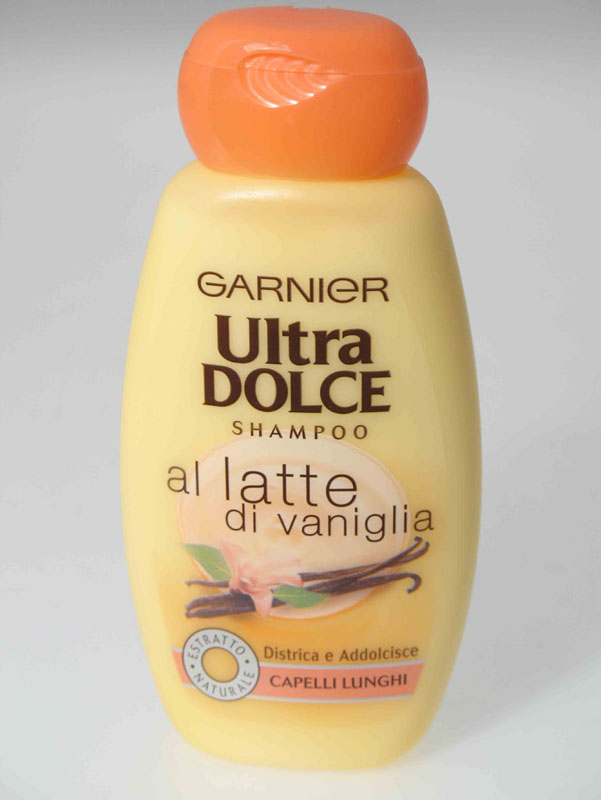 GARNIER
Ultra
DOLCE
SHAMPOO
al latte
di vaniglia
ESTRATTO
NATURALE
Districa e Addolcisce
CAPELLI LUNGHI